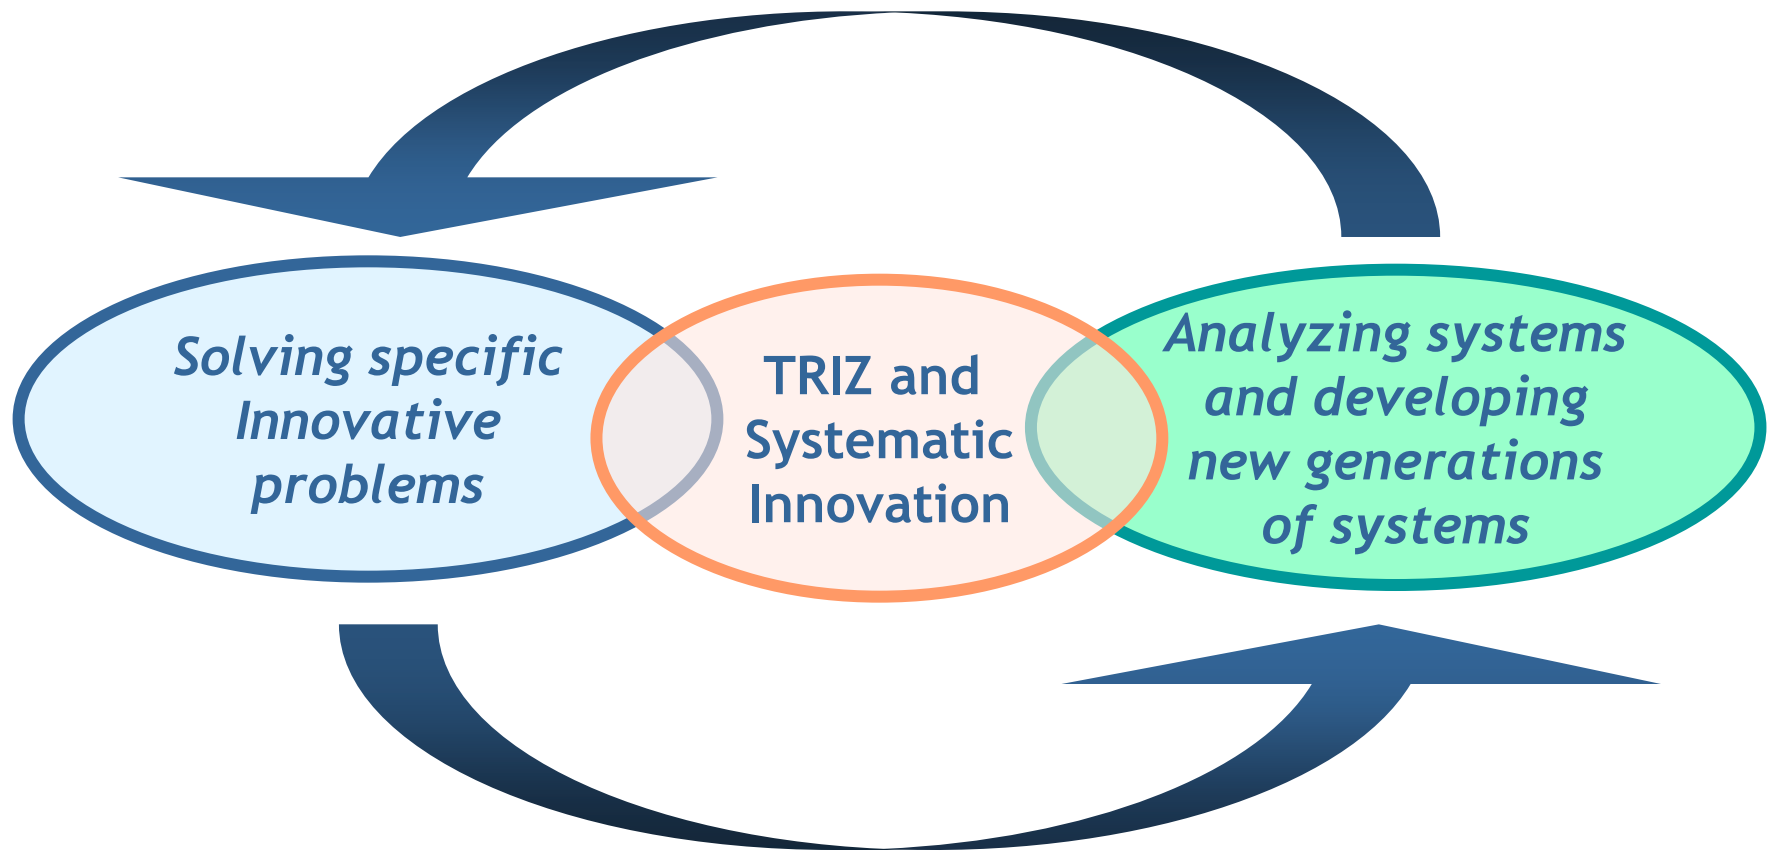 Solving specific
Innovative
problems
TRIZ and
Systematic
Innovation
Analyzing systems
and developing
new generations
of systems